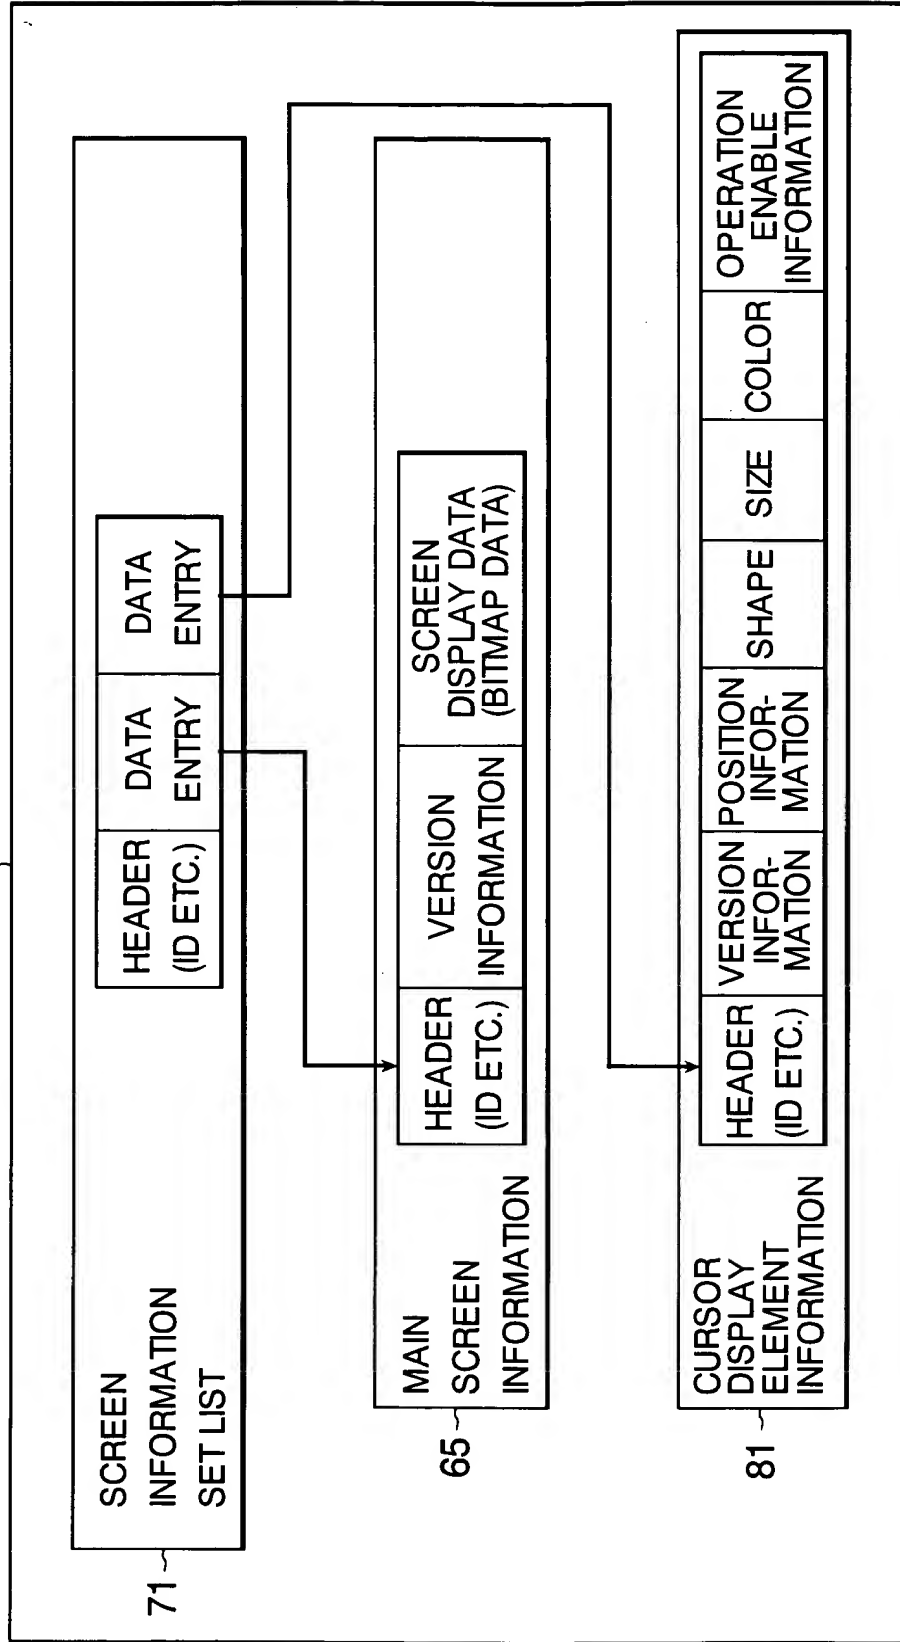 SCREEN
INFORMATION
SET LIST
HEADER
(ID ETC.)
DATA
ENTRY
DATA
ENTRY
71
MAIN
SCREEN
INFORMATION
HEADER
(ID ETC.)
VERSION
INFORMATION
SCREEN
DISPLAY DATA
(BITMAP DATA)
65
CURSOR
DISPLAY
ELEMENT
INFORMATION
HEADER
(ID ETC.)
VERSION
INFOR-
MATION
POSITION
INFOR-
MATION
SHAPE
SIZE
COLOR
OPERATION
ENABLE
INFORMATION
81